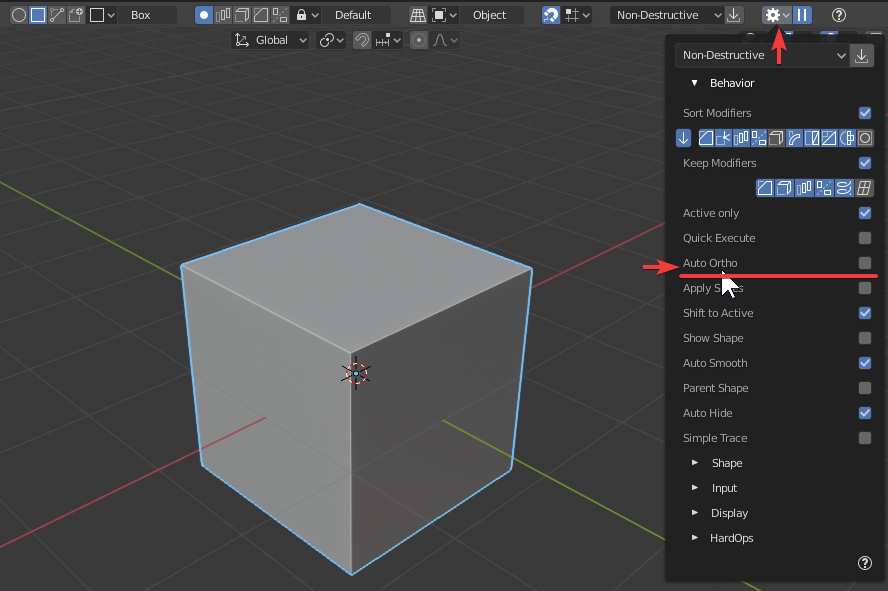 Box Default Object Non-Destructive
Global
Non-Destructive
Behavior
Sort Modifiers
Keep Modifiers
Active only
Quick Execute
Auto Ortho
Apply
Shift to Active
Show Shape
Auto Smooth
Parent Shape
Auto Hide
Simple Trace
Shape
Input
Display
HardOps